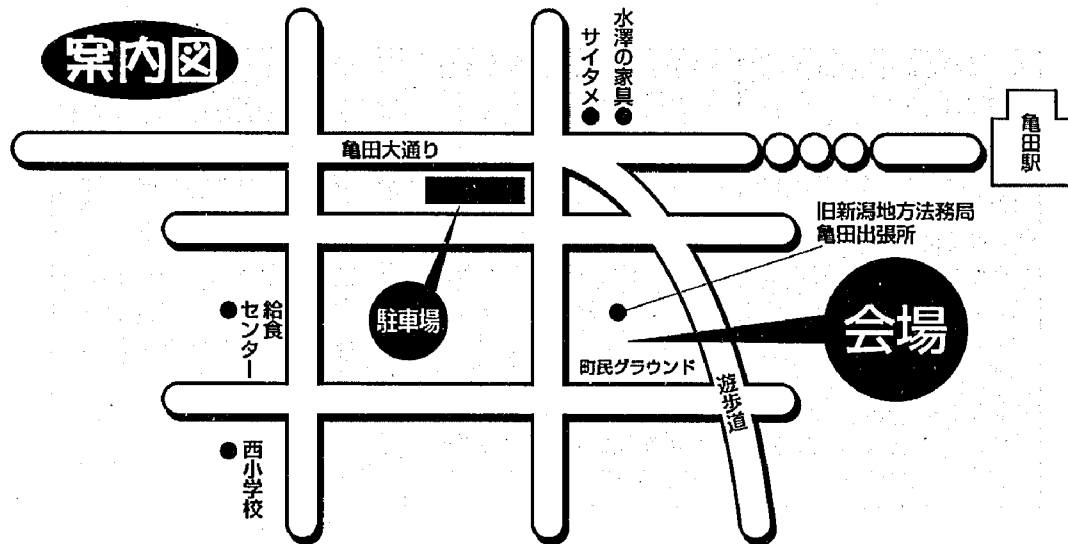 案内図
水澤の家具
サイタメ
亀田大通り
亀田駅
旧新潟地方法務局
亀田出張所
駐車場
会場
給食
センター
町民グラウンド
遊歩道
西小学校